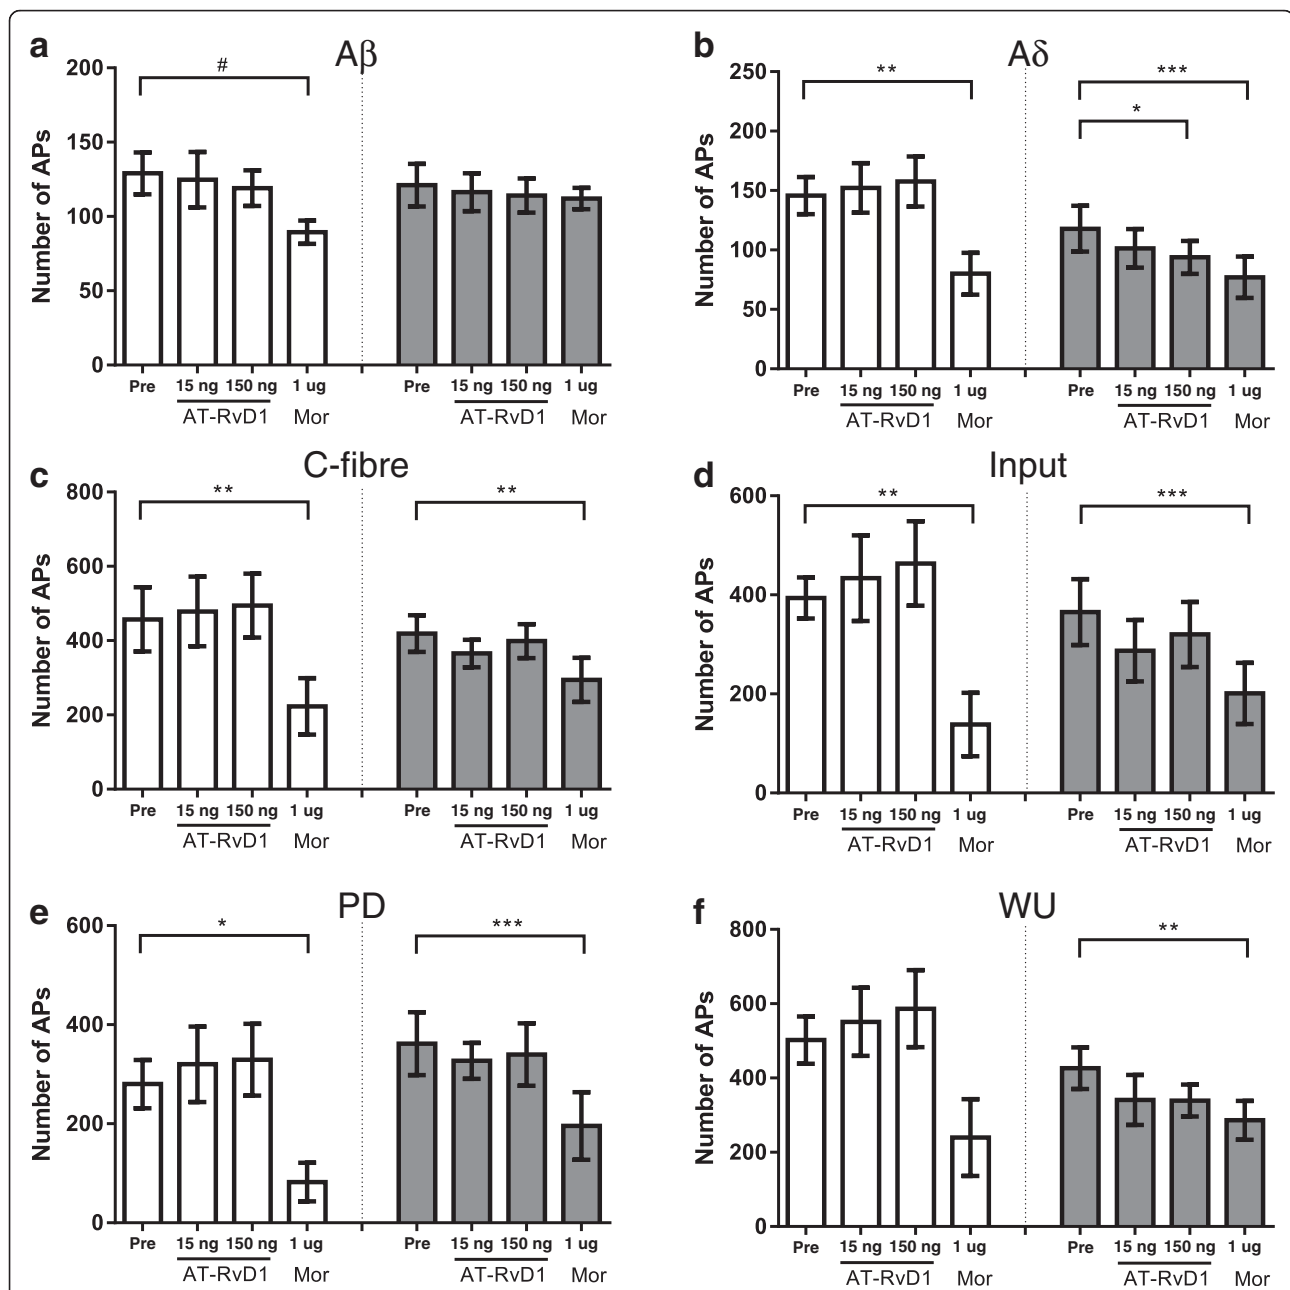 a Aβ
200
150
100
50
0
Number of APs
#
Pre 15 ng 150 ng 1 ug Pre 15 ng 150 ng 1 ug
AT-RvD1 Mor AT-RvD1 Mor
b Aδ
250
200
150
100
50
0
Number of APs
** ***
*
Pre 15 ng 150 ng 1 ug Pre 15 ng 150 ng 1 ug
AT-RvD1 Mor AT-RvD1 Mor
c C-fibre
800
600
400
200
0
Number of APs
** **
Pre 15 ng 150 ng 1 ug Pre 15 ng 150 ng 1 ug
AT-RvD1 Mor AT-RvD1 Mor
d Input
600
400
200
0
Number of APs
** ***
Pre 15 ng 150 ng 1 ug Pre 15 ng 150 ng 1 ug
AT-RvD1 Mor AT-RvD1 Mor
e PD
600
400
200
0
Number of APs
* ***
Pre 15 ng 150 ng 1 ug Pre 15 ng 150 ng 1 ug
AT-RvD1 Mor AT-RvD1 Mor
f WU
800
600
400
200
0
Number of APs
**
Pre 15 ng 150 ng 1 ug Pre 15 ng 150 ng 1 ug
AT-RvD1 Mor AT-RvD1 Mor